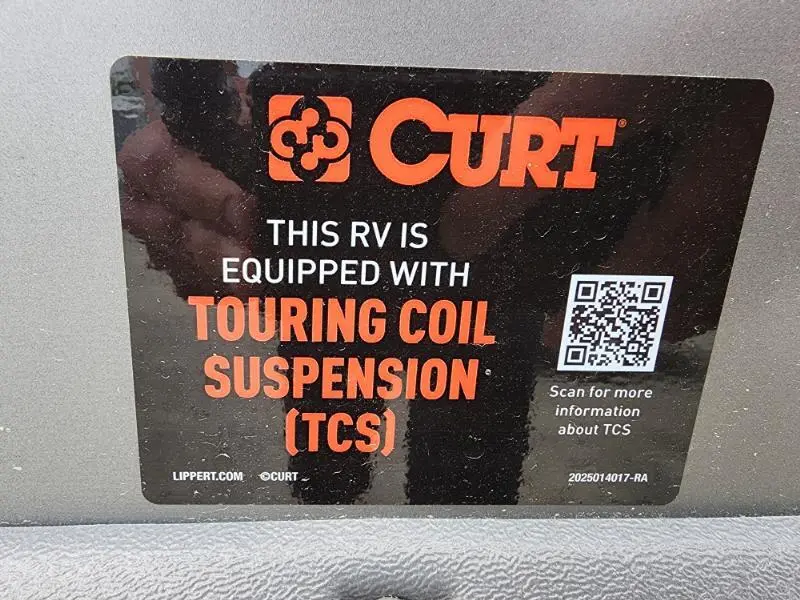 CURT®
THIS RV IS
EQUIPPED WITH
TOURING COIL
SUSPENSION
(TCS)
Scan for more
information
about TCS
LIPPERT.COM ©CURT
2025014017-RA